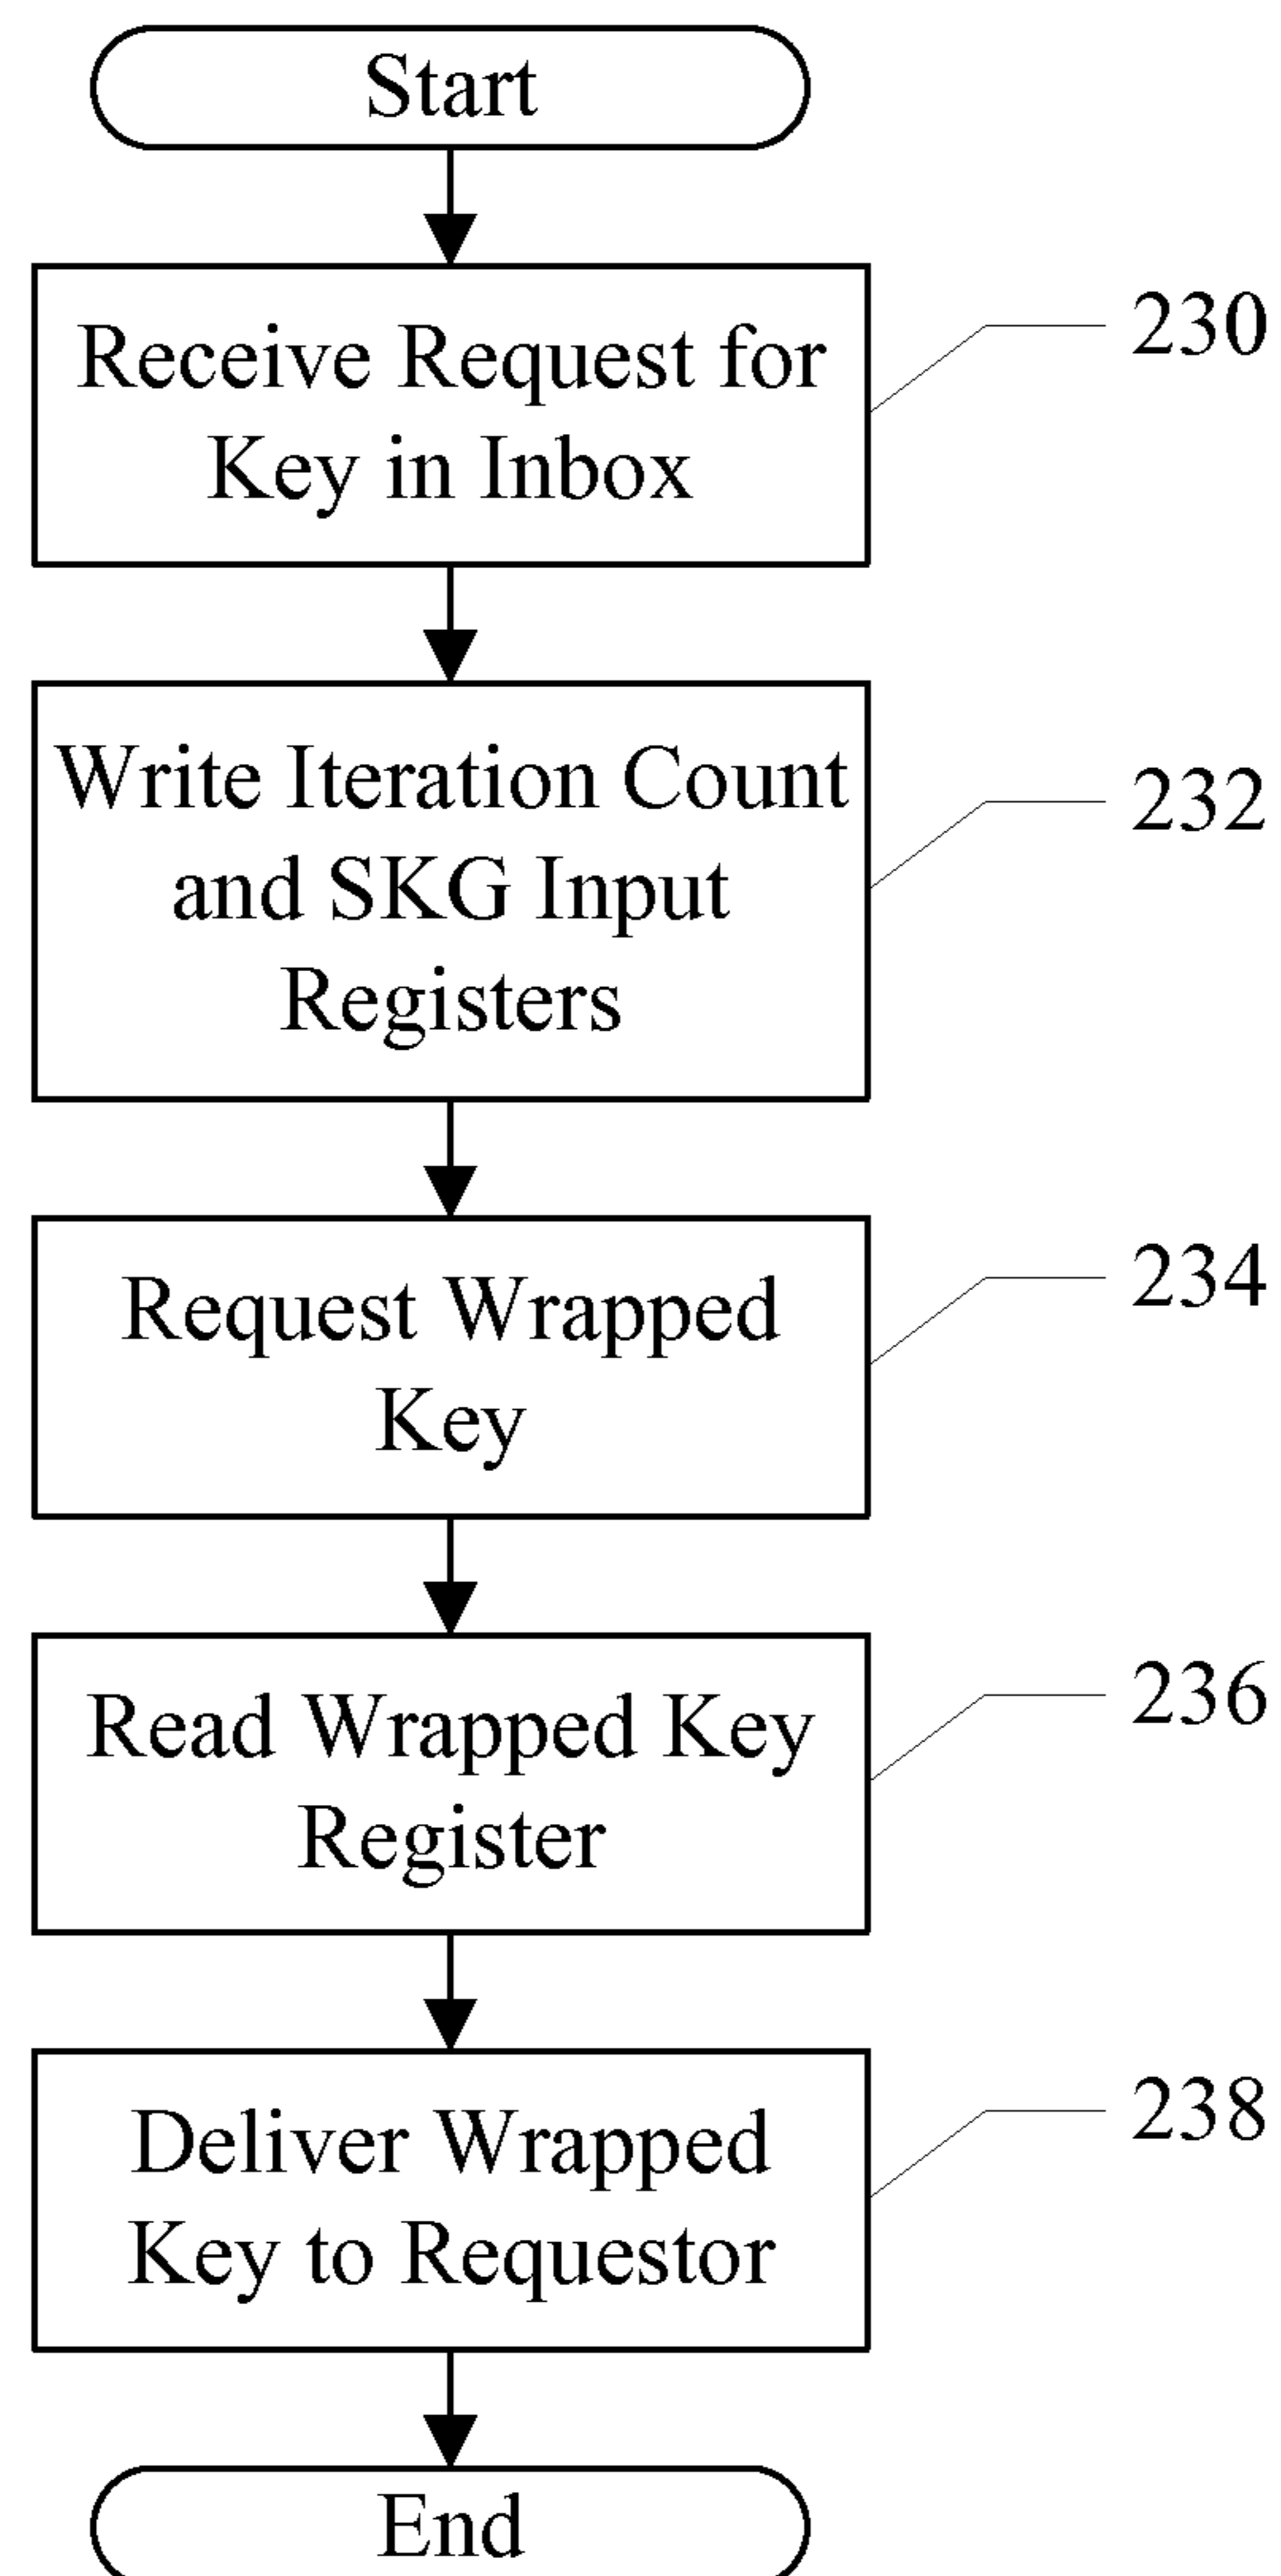 Start
Receive Request for
Key in Inbox
230
Write Iteration Count
and SKG Input
Registers
232
Request Wrapped
Key
234
Read Wrapped Key
Register
236
Deliver Wrapped
Key to Requestor
238
End